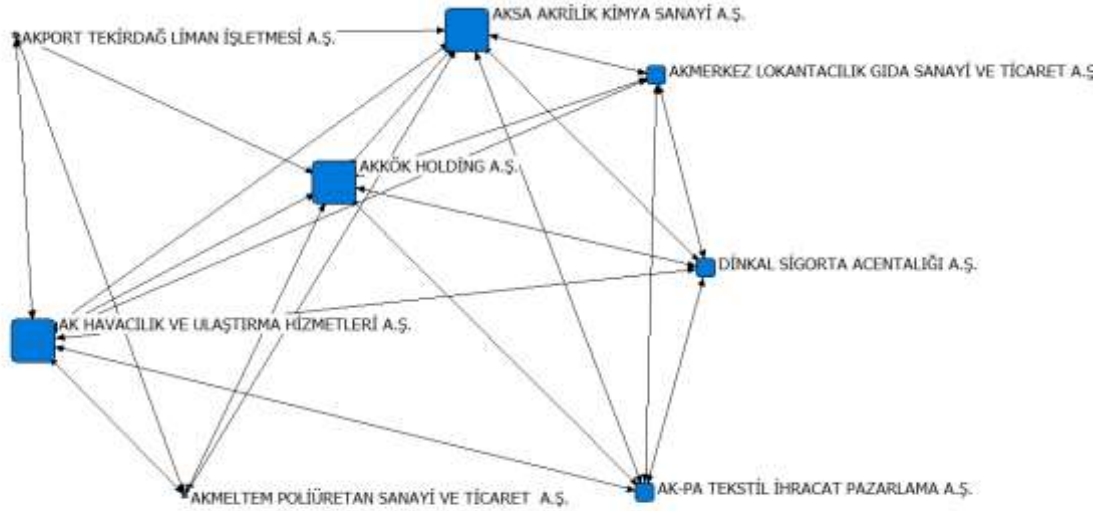 AKSA AKRİLİK KİMYA SANAYİ A.Ş.
AKPORT TEKİRDAĞ LİMAN İŞLETMESİ A.Ş.
AKMERKEZ LOKANTACILIK GIDA SANAYİ VE TİCARET A.Ş
AKKÖK HOLDİNG A.Ş.
DİNKAL SİGORTA ACENTALIĞI A.Ş.
AK HAVACILIK VE ULAŞTIRMA HİZMETLERİ A.Ş.
AKMELTEM POLİÜRETAN SANAYİ VE TİCARET A.Ş.
AK-PA TEKSTİL İHRACAT PAZARLAMA A.Ş.